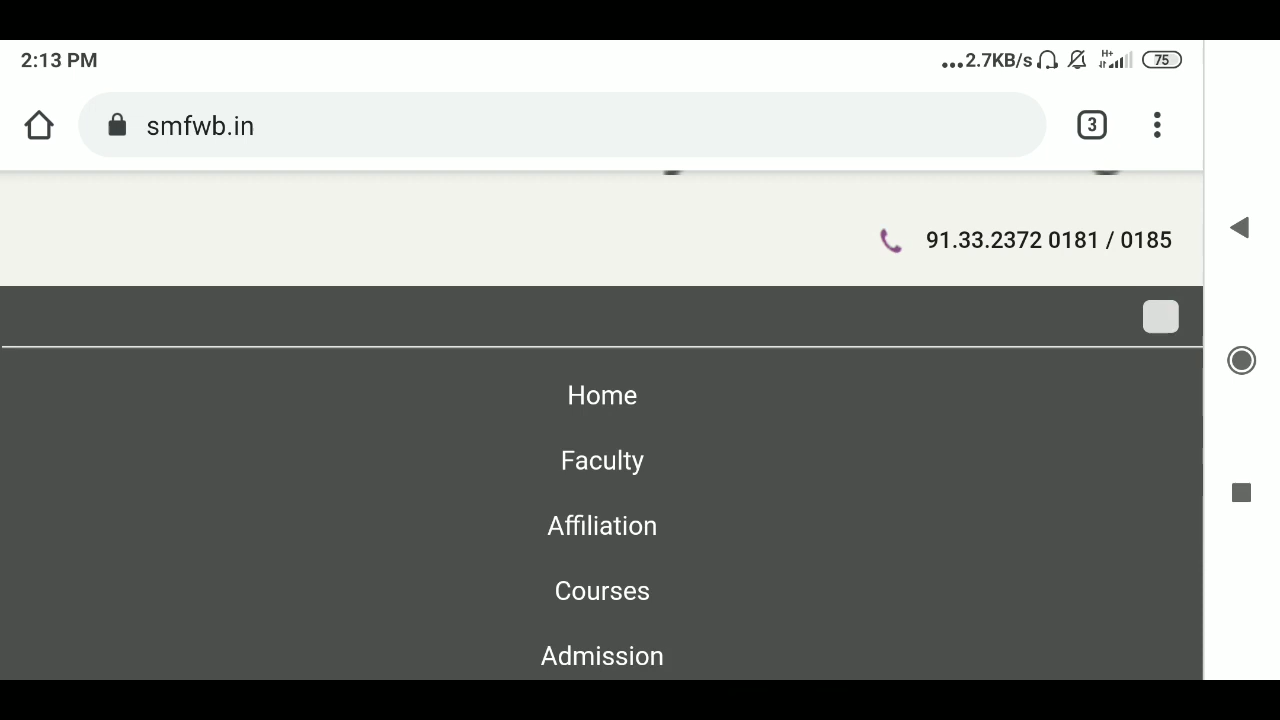 2:13 PM
...2.7KB/s H+ 75
smfwb.in
3
91.33.2372 0181 / 0185
Home
Faculty
Affiliation
Courses
Admission